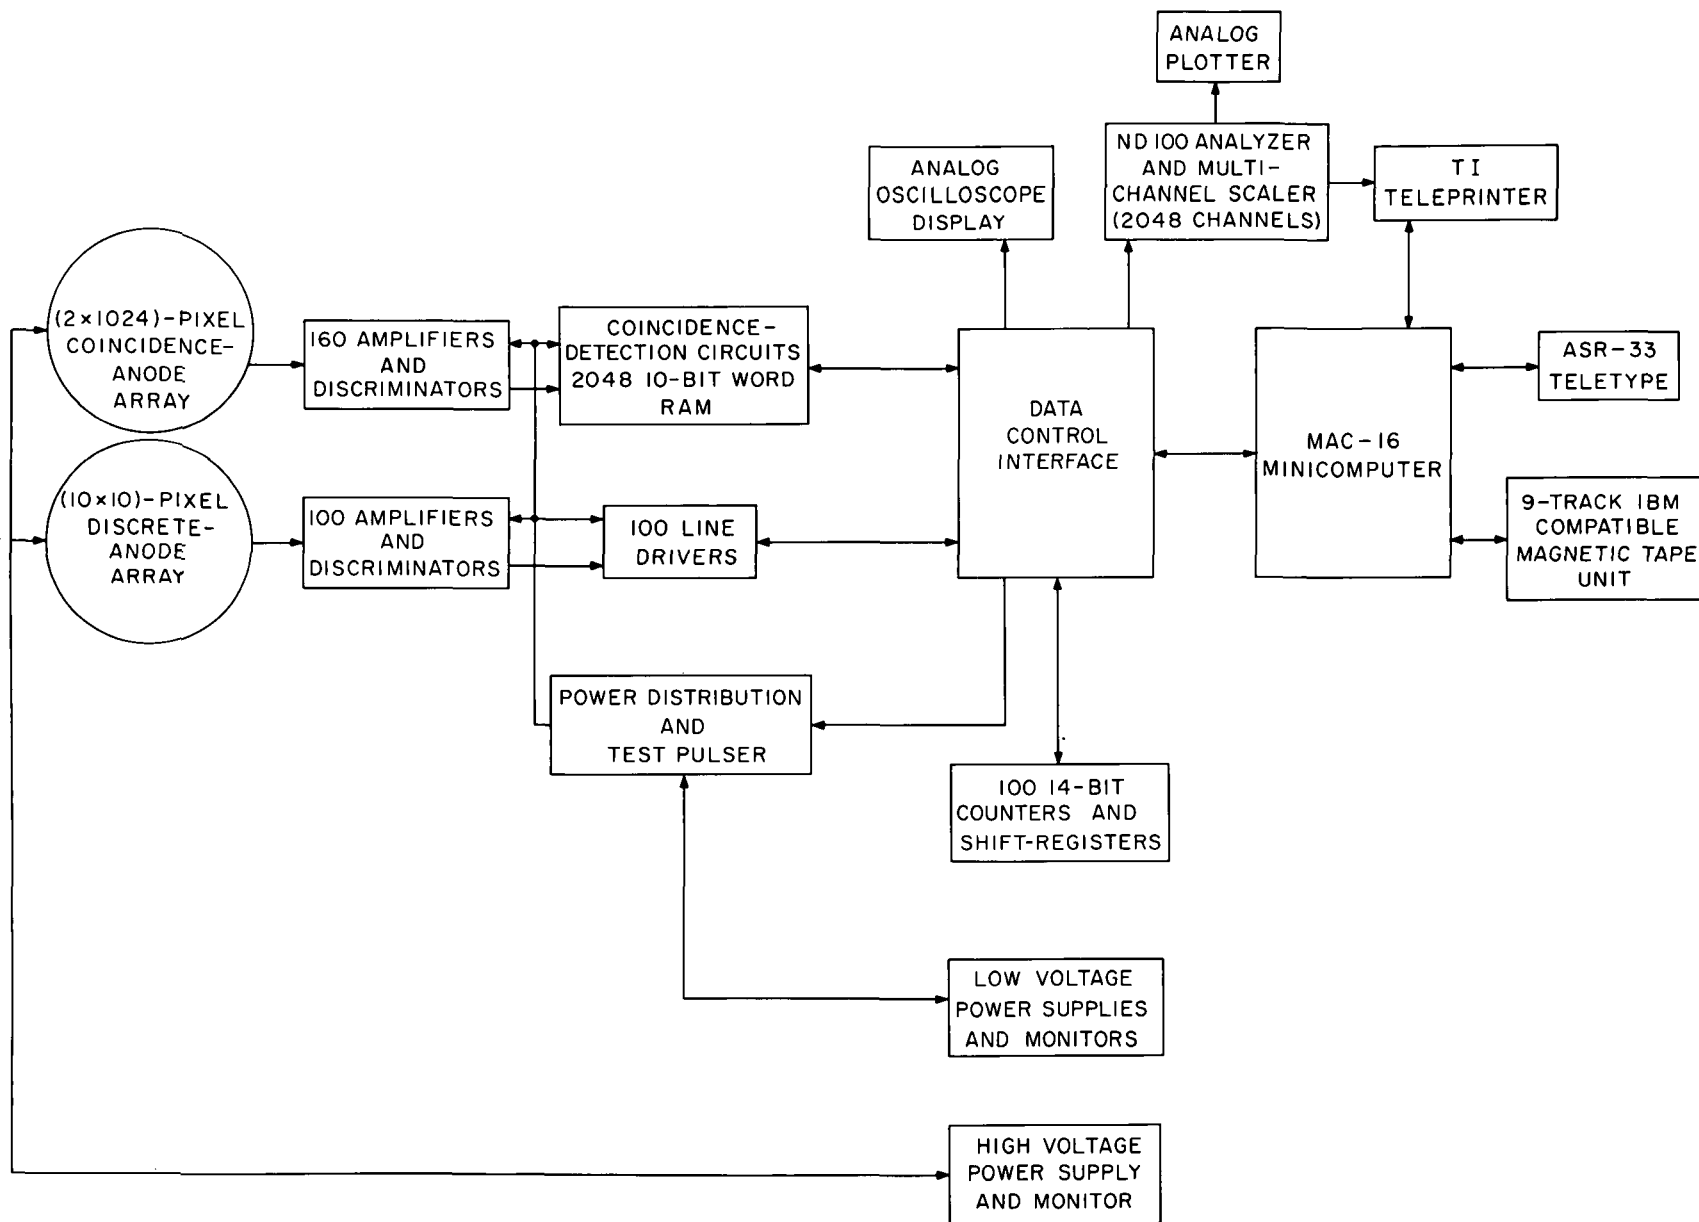 ANALOG
PLOTTER
ND 100 ANALYZER
AND MULTI-
CHANNEL SCALER
(2048 CHANNELS)
TI
TELEPRINTER
ANALOG
OSCILLOSCOPE
DISPLAY
(2×1024)-PIXEL
COINCIDENCE-
ANODE
ARRAY
160 AMPLIFIERS
AND
DISCRIMINATORS
COINCIDENCE-
DETECTION CIRCUITS
2048 10-BIT WORD
RAM
DATA
CONTROL
INTERFACE
MAC-16
MINICOMPUTER
ASR-33
TELETYPE
(10×10)-PIXEL
DISCRETE-
ANODE
ARRAY
100 AMPLIFIERS
AND
DISCRIMINATORS
100 LINE
DRIVERS
9-TRACK IBM
COMPATIBLE
MAGNETIC TAPE
UNIT
POWER DISTRIBUTION
AND
TEST PULSER
100 14-BIT
COUNTERS AND
SHIFT-REGISTERS
LOW VOLTAGE
POWER SUPPLIES
AND MONITORS
HIGH VOLTAGE
POWER SUPPLY
AND MONITOR